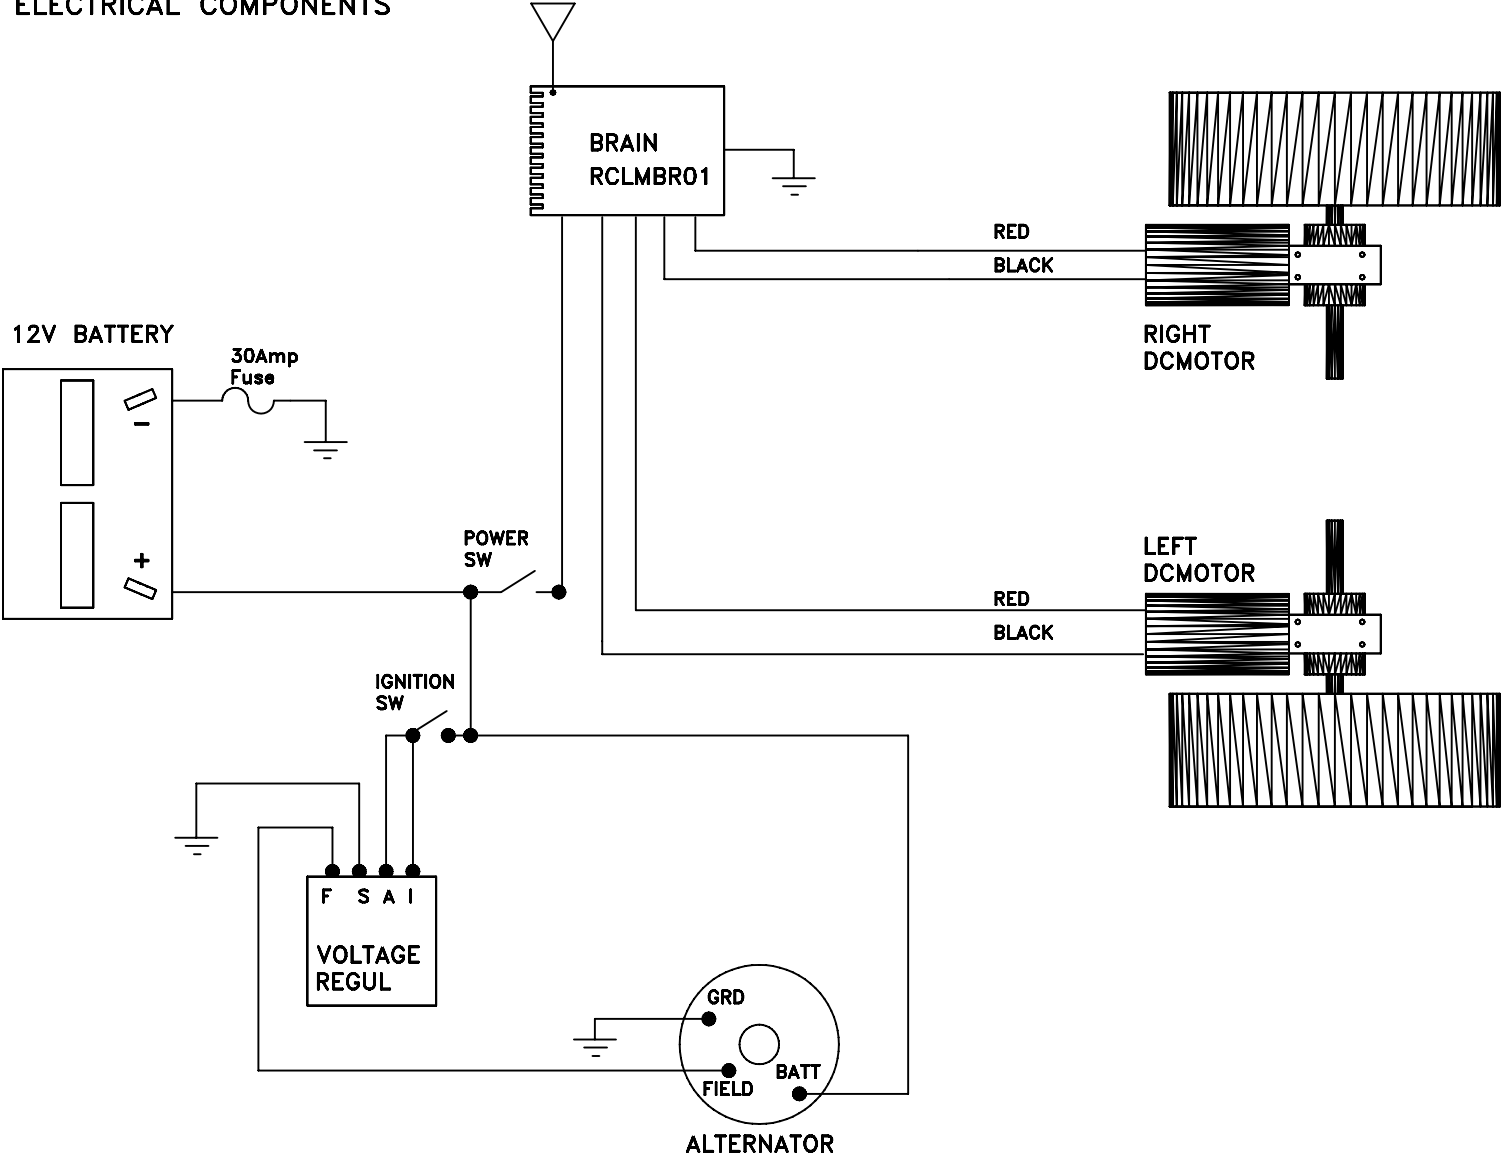 ELECTRICAL COMPONENTS
BRAIN
RCLMBR01
RED
BLACK
RIGHT
DCMOTOR
12V BATTERY
30Amp
Fuse
-
+
POWER
SW
LEFT
DCMOTOR
RED
BLACK
IGNITION
SW
F S A I
VOLTAGE
REGUL
GRD
BATT
FIELD
ALTERNATOR